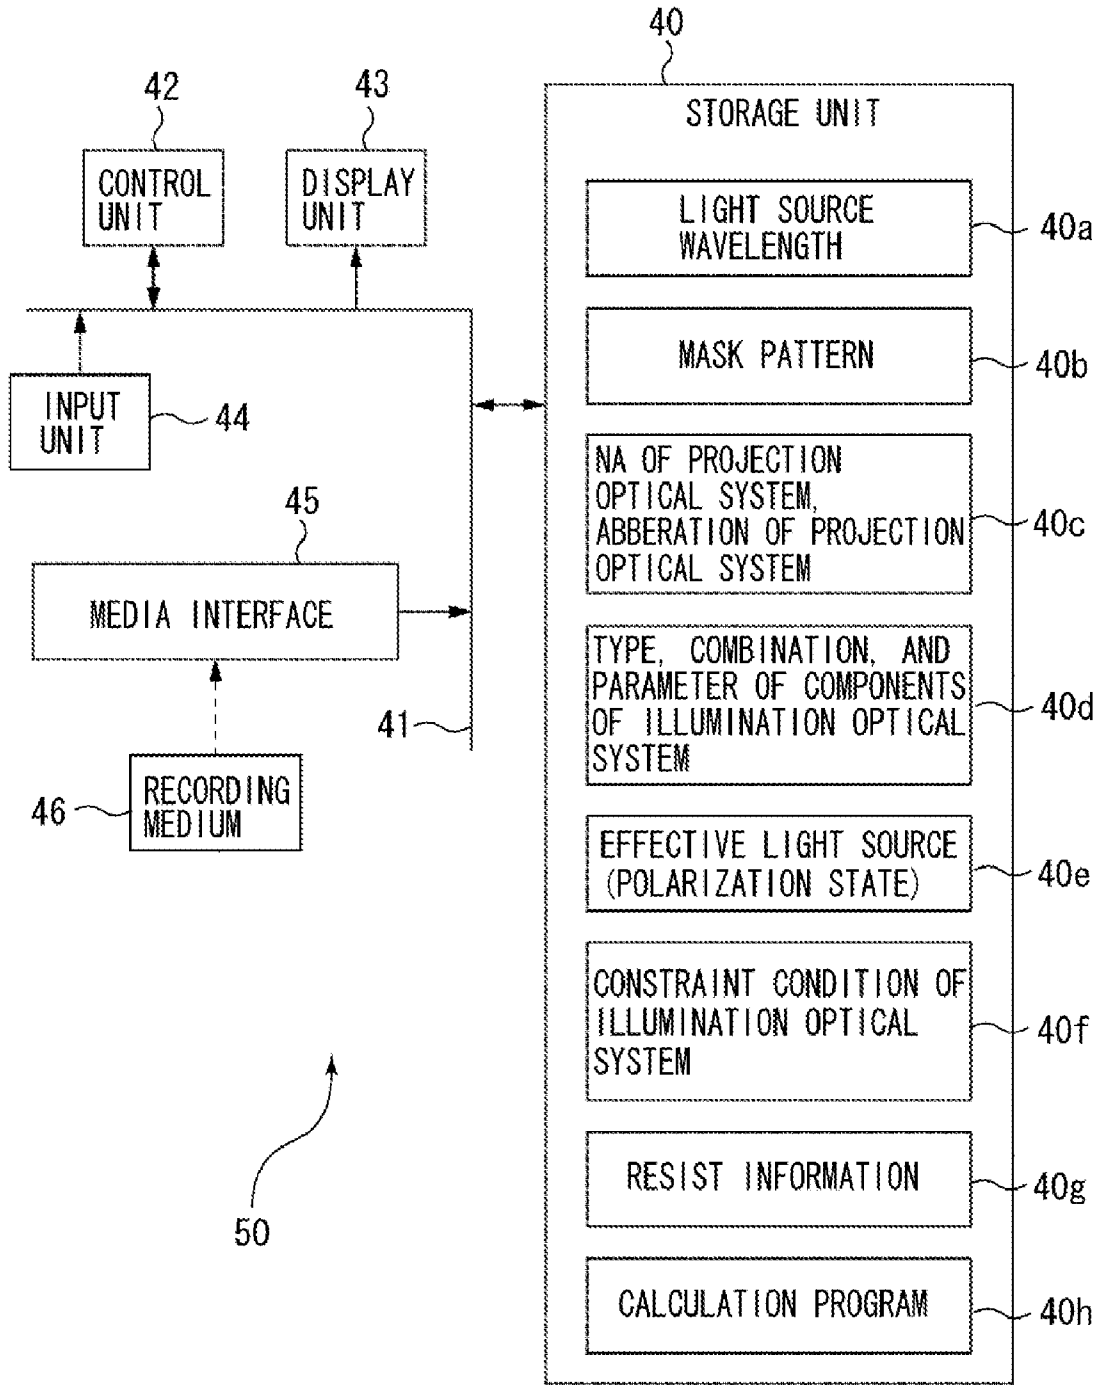 40
42
43
STORAGE UNIT
CONTROL
UNIT
DISPLAY
UNIT
LIGHT SOURCE
WAVELENGTH
40a
MASK PATTERN
40b
INPUT
UNIT
44
NA OF PROJECTION
OPTICAL SYSTEM,
ABBERATION OF PROJECTION
OPTICAL SYSTEM
40c
45
MEDIA INTERFACE
TYPE, COMBINATION, AND
PARAMETER OF COMPONENTS
OF ILLUMINATION OPTICAL
SYSTEM
40d
41
46
RECORDING
MEDIUM
EFFECTIVE LIGHT SOURCE
(POLARIZATION STATE)
40e
CONSTRAINT CONDITION OF
ILLUMINATION OPTICAL
SYSTEM
40f
RESIST INFORMATION
40g
50
CALCULATION PROGRAM
40h